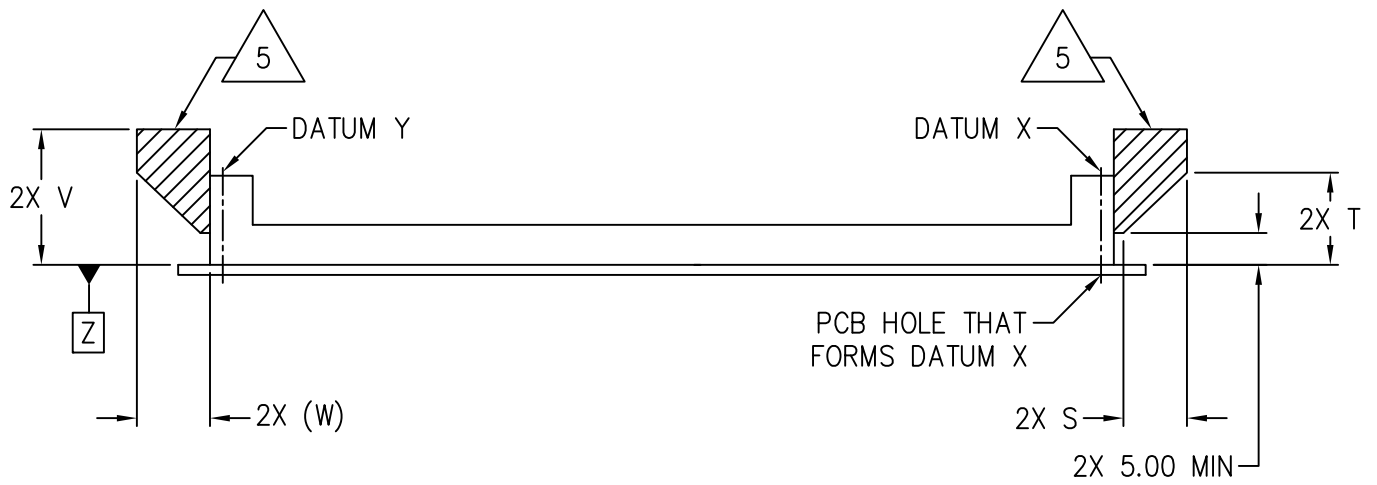 5
5
DATUM Y
DATUM X
2X V
2X T
Z
PCB HOLE THAT
FORMS DATUM X
2X (W)
2X S
2X 5.00 MIN